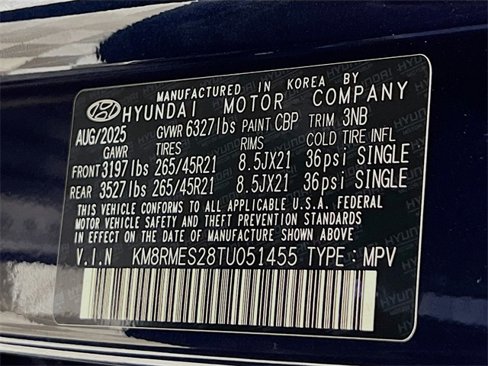 MANUFACTURED IN KOREA BY
HYUNDAI MOTOR COMPANY
AUG/2025 GVWR 6327lbs PAINT CBP TRIM 3NB
GAWR TIRES RIMS COLD TIRE INFL
FRONT 3197lbs 265/45R21 8.5JX21 36psi SINGLE
REAR 3527lbs 265/45R21 8.5JX21 36psi SINGLE
THIS VEHICLE CONFORMS TO ALL APPLICABLE U.S.A. FEDERAL
MOTOR VEHICLE SAFETY AND THEFT PREVENTION STANDARDS
IN EFFECT ON THE DATE OF MANUFACTURE SHOWN ABOVE
V.I.N KM8RMES28TU051455 TYPE : MPV